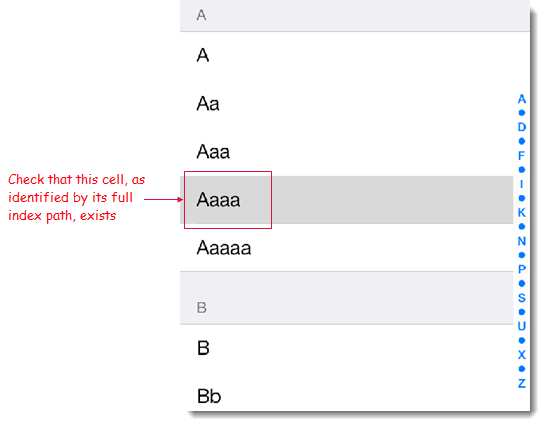 A
A
Aa
Aaa
Check that this cell, as
identified by its full
index path, exists
Aaaa
Aaaaa
B
B
Bb
A
D
F
I
K
N
P
S
U
X
Z